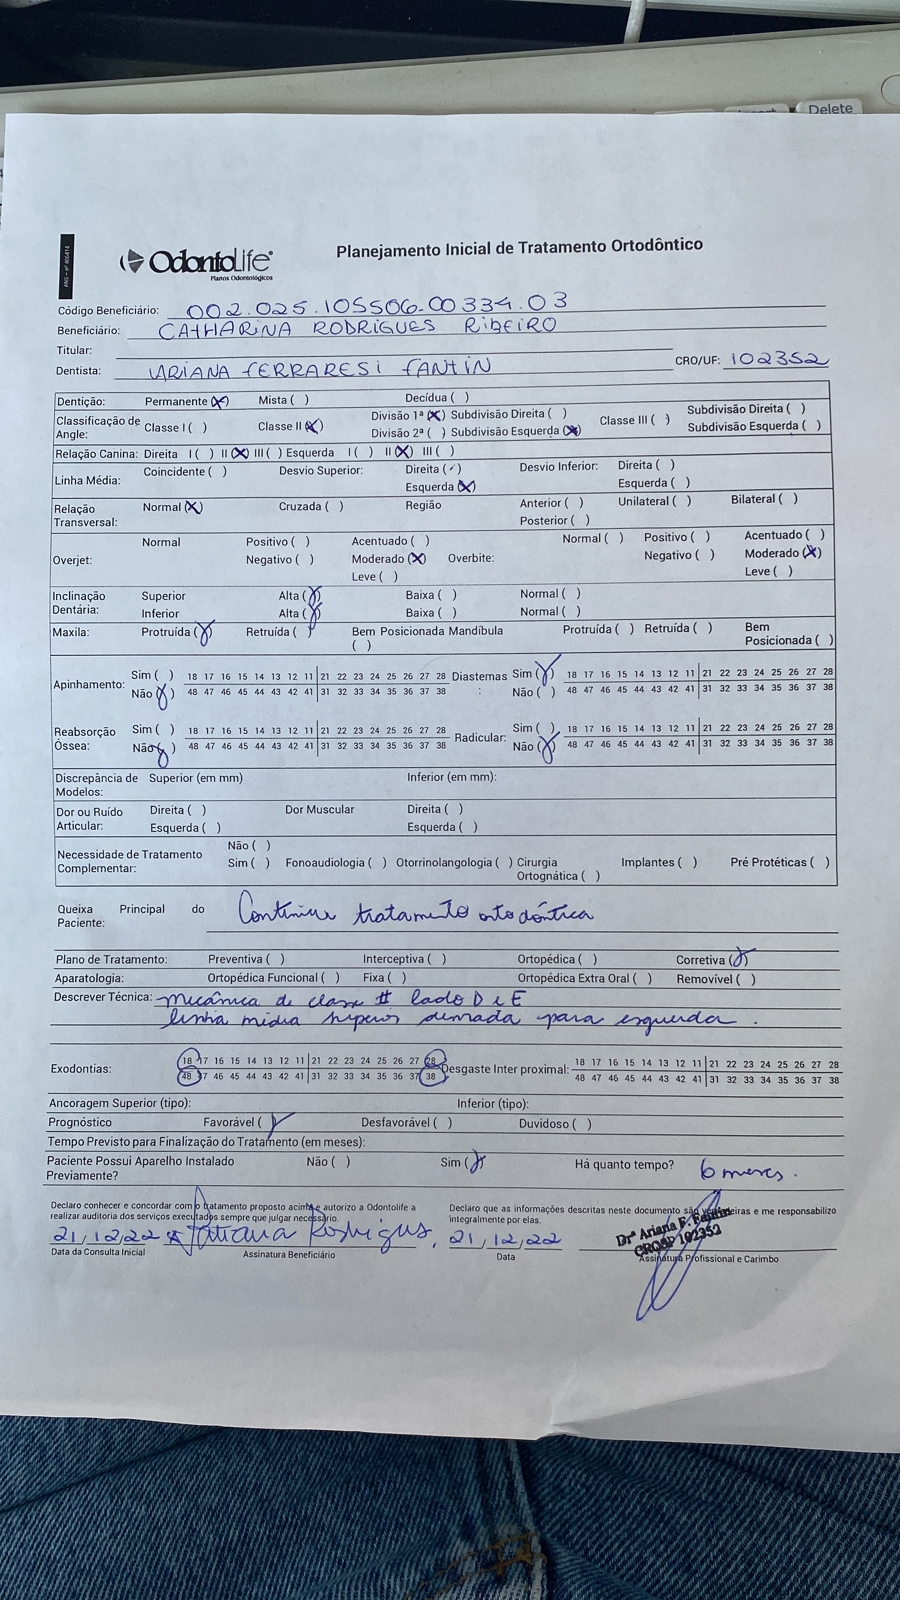 Delete
ANS - nº 406414
OdontoLife®
Planos Odontológicos
Planejamento Inicial de Tratamento Ortodôntico
Código Beneficiário: 002.025.105506-00334.03
Beneficiário: CATHARINA RODRIGUES RIBEIRO
Titular:
Dentista: ARIANA FERRARESI FANTIN CRO/UF: 102352
Dentição: Permanente (X) Mista ( ) Decídua ( )
Classificação de Angle: Classe I ( ) Classe II (X) Divisão 1ª (X) Subdivisão Direita ( ) Classe III ( ) Subdivisão Direita ( )
Divisão 2ª ( ) Subdivisão Esquerda (X) Subdivisão Esquerda ( )
Relação Canina: Direita I ( ) II (X) III ( ) Esquerda I ( ) II (X) III ( )
Linha Média: Coincidente ( ) Desvio Superior: Direita (✓) Desvio Inferior: Direita ( )
Esquerda (X) Esquerda ( )
Relação Transversal: Normal (X) Cruzada ( ) Região Anterior ( ) Unilateral ( ) Bilateral ( )
Posterior ( )
Overjet: Normal Positivo ( ) Acentuado ( ) Overbite: Normal ( ) Positivo ( ) Acentuado ( )
Negativo ( ) Moderado (X) Negativo ( ) Moderado (X)
Leve ( ) Leve ( )
Inclinação Dentária: Superior Alta (X) Baixa ( ) Normal ( )
Inferior Alta (X) Baixa ( ) Normal ( )
Maxila: Protruída (X) Retruída ( ) Bem Posicionada ( ) Mandíbula Protruída ( ) Retruída ( ) Bem Posicionada ( )
Apinhamento: Sim ( ) 18 17 16 15 14 13 12 11 | 21 22 23 24 25 26 27 28 Diastemas: Sim (X) 18 17 16 15 14 13 12 11 | 21 22 23 24 25 26 27 28
Não (X) 48 47 46 45 44 43 42 41 | 31 32 33 34 35 36 37 38 Não ( ) 48 47 46 45 44 43 42 41 | 31 32 33 34 35 36 37 38
Reabsorção Óssea: Sim ( ) 18 17 16 15 14 13 12 11 | 21 22 23 24 25 26 27 28 Radicular: Sim ( ) 18 17 16 15 14 13 12 11 | 21 22 23 24 25 26 27 28
Não (X) 48 47 46 45 44 43 42 41 | 31 32 33 34 35 36 37 38 Não (X) 48 47 46 45 44 43 42 41 | 31 32 33 34 35 36 37 38
Discrepância de Modelos: Superior (em mm) Inferior (em mm):
Dor ou Ruído Articular: Direita ( ) Dor Muscular Direita ( )
Esquerda ( ) Esquerda ( )
Necessidade de Tratamento Complementar: Não ( )
Sim ( ) Fonoaudiologia ( ) Otorrinolangologia ( ) Cirurgia Ortognática ( ) Implantes ( ) Pré Protéticas ( )
Queixa Principal do Paciente: Continuar tratamento ortodôntico
Plano de Tratamento: Preventiva ( ) Interceptiva ( ) Ortopédica ( ) Corretiva (X)
Aparatologia: Ortopédica Funcional ( ) Fixa ( ) Ortopédica Extra Oral ( ) Removível ( )
Descrever Técnica: mecânica de classe II lado D e E
linha média superior desviada para esquerda.
Exodontias: 18 17 16 15 14 13 12 11 | 21 22 23 24 25 26 27 28 Desgaste Inter proximal: 18 17 16 15 14 13 12 11 | 21 22 23 24 25 26 27 28
48 47 46 45 44 43 42 41 | 31 32 33 34 35 36 37 38 48 47 46 45 44 43 42 41 | 31 32 33 34 35 36 37 38
Ancoragem Superior (tipo): Inferior (tipo):
Prognóstico Favorável (X) Desfavorável ( ) Duvidoso ( )
Tempo Previsto para Finalização do Tratamento (em meses):
Paciente Possui Aparelho Instalado Previamente? Não ( ) Sim (X) Há quanto tempo? 6 meses.
Declaro conhecer e concordar com o tratamento proposto acima e autorizo a Odontolife a
realizar auditoria dos serviços executados sempre que julgar necessário.
Declaro que as informações descritas neste documento são verdadeiras e me responsabilizo
integralmente por elas.
21/12/22 x Tatiana Rodrigues, 21/12/22
Drª Ariana F. Fantin
CROSP 102352
Data da Consulta Inicial Assinatura Beneficiário Data Assinatura Profissional e Carimbo